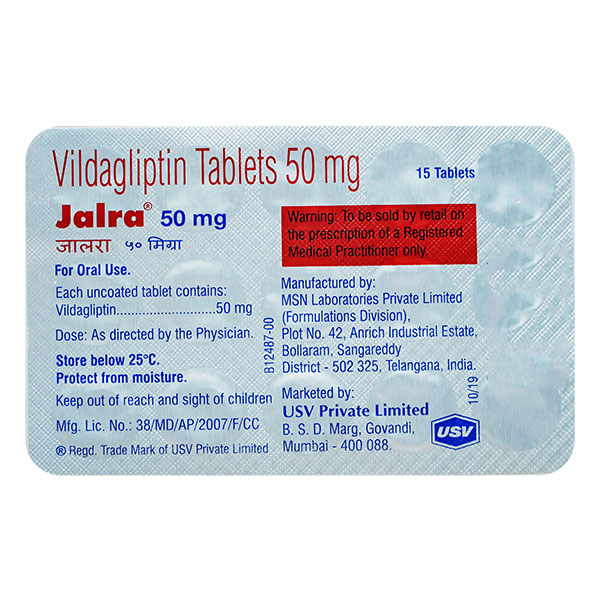 Vildagliptin Tablets 50 mg
15 Tablets
Jalra® 50 mg
जालरा ५० मिग्रा
For Oral Use.
Each uncoated tablet contains:
Vildagliptin...........................50 mg
Dose: As directed by the Physician.
Store below 25°C.
Protect from moisture.
Keep out of reach and sight of children
Mfg. Lic. No.: 38/MD/AP/2007/F/CC
® Regd. Trade Mark of USV Private Limited
B12487-00
Warning: To be sold by retail on
the prescription of a Registered
Medical Practitioner only.
Manufactured by:
MSN Laboratories Private Limited
(Formulations Division),
Plot No. 42, Anrich Industrial Estate,
Bollaram, Sangareddy
District - 502 325, Telangana, India.
Marketed by:
USV Private Limited
B. S. D. Marg, Govandi,
Mumbai - 400 088.
USV
10/19